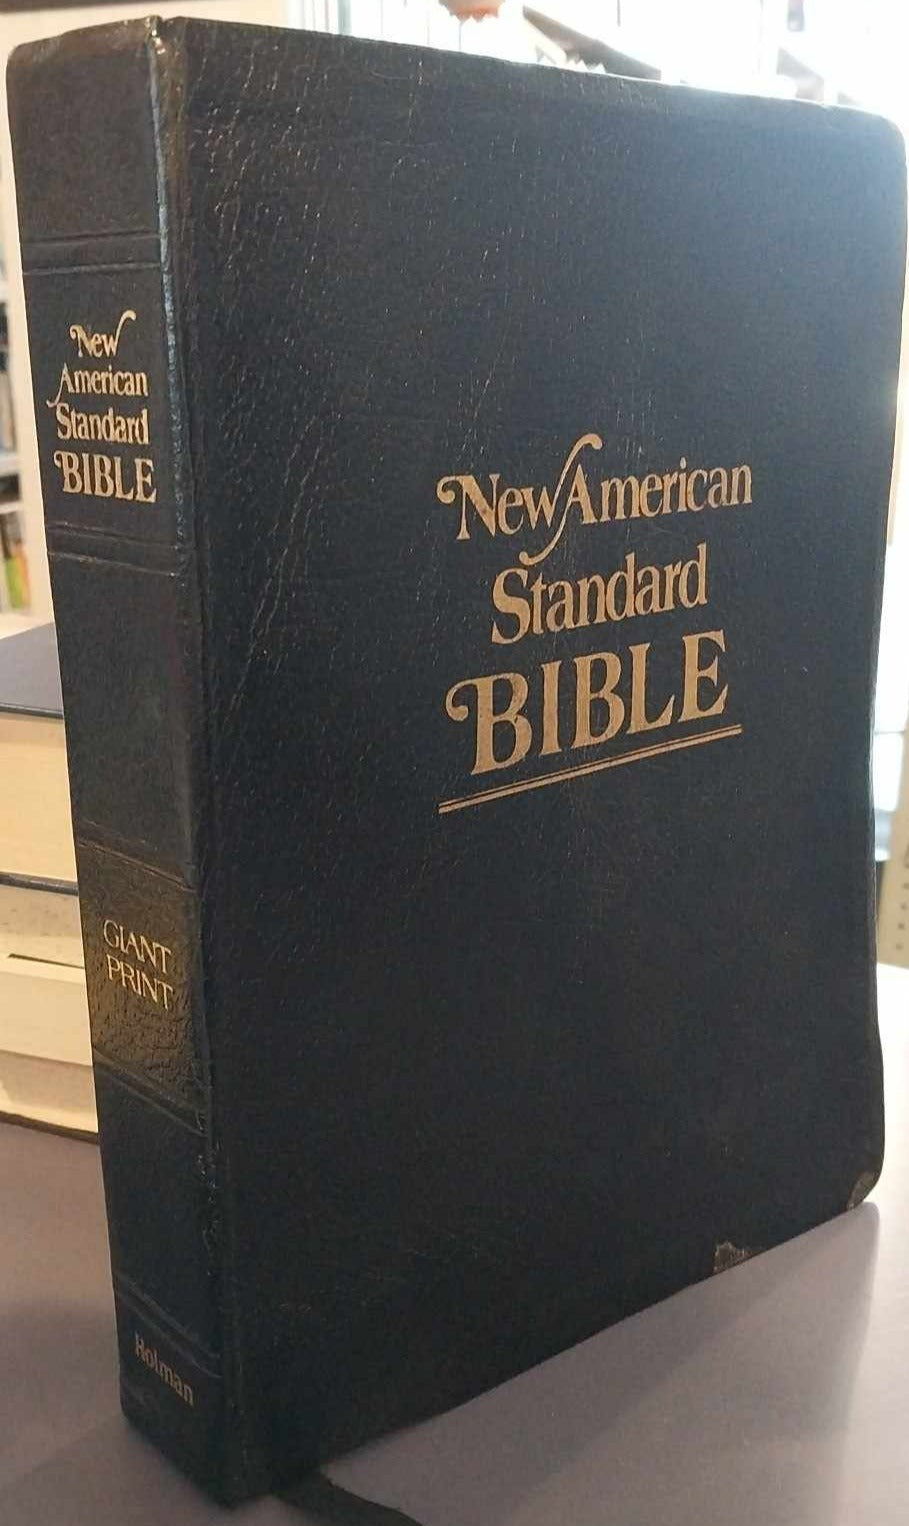 New
American
Standard
BIBLE
GIANT
PRINT
Holman
New American
Standard
BIBLE